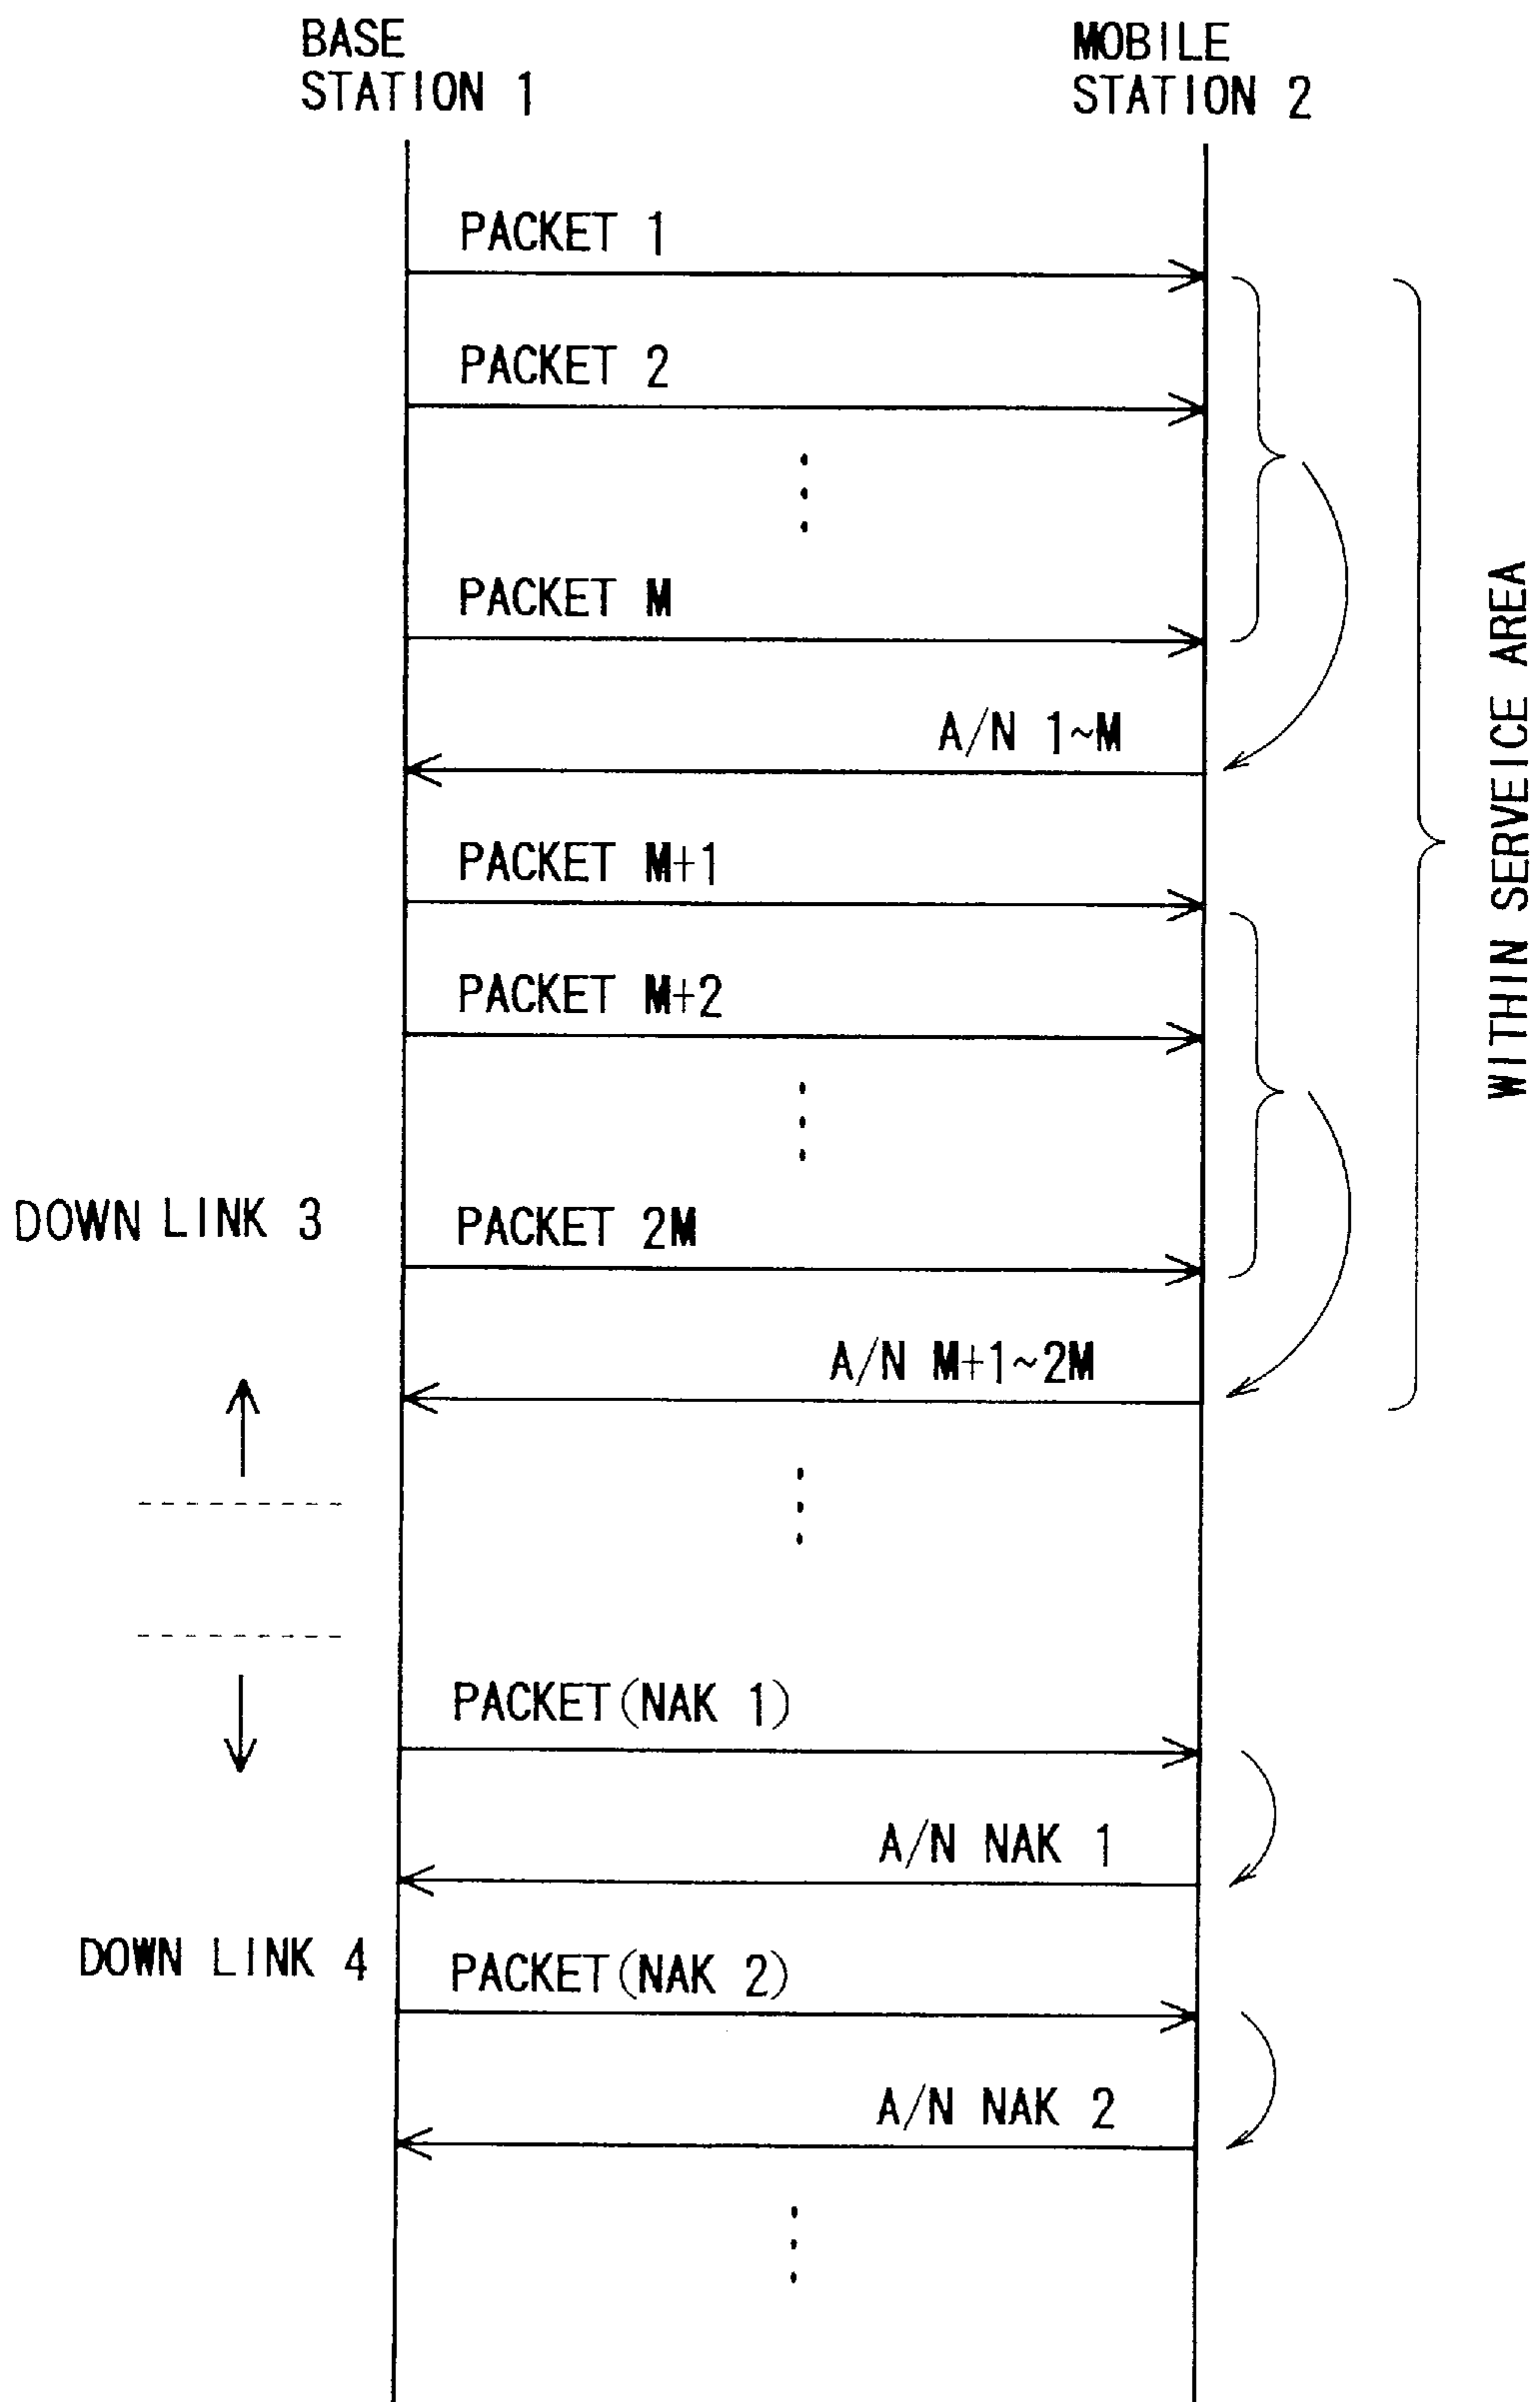 BASE
STATION 1
MOBILE
STATION 2
PACKET 1
PACKET 2
PACKET M
A/N 1~M
PACKET M+1
PACKET M+2
WITHIN SERVEICE AREA
DOWN LINK 3
PACKET 2M
A/N M+1~2M
PACKET(NAK 1)
A/N NAK 1
DOWN LINK 4
PACKET(NAK 2)
A/N NAK 2